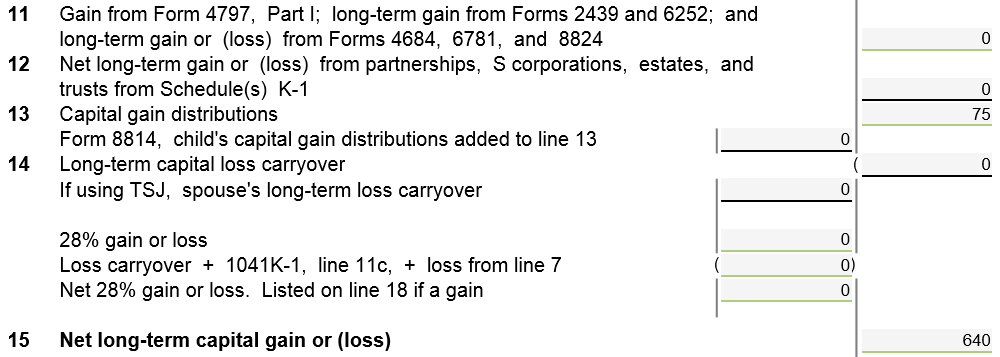 11 Gain from Form 4797, Part I; long-term gain from Forms 2439 and 6252; and
long-term gain or (loss) from Forms 4684, 6781, and 8824 0
12 Net long-term gain or (loss) from partnerships, S corporations, estates, and
trusts from Schedule(s) K-1 0
13 Capital gain distributions 75
Form 8814, child's capital gain distributions added to line 13 0
14 Long-term capital loss carryover ( 0
If using TSJ, spouse's long-term loss carryover 0
28% gain or loss 0
Loss carryover + 1041K-1, line 11c, + loss from line 7 ( 0)
Net 28% gain or loss. Listed on line 18 if a gain 0
15 Net long-term capital gain or (loss) 640